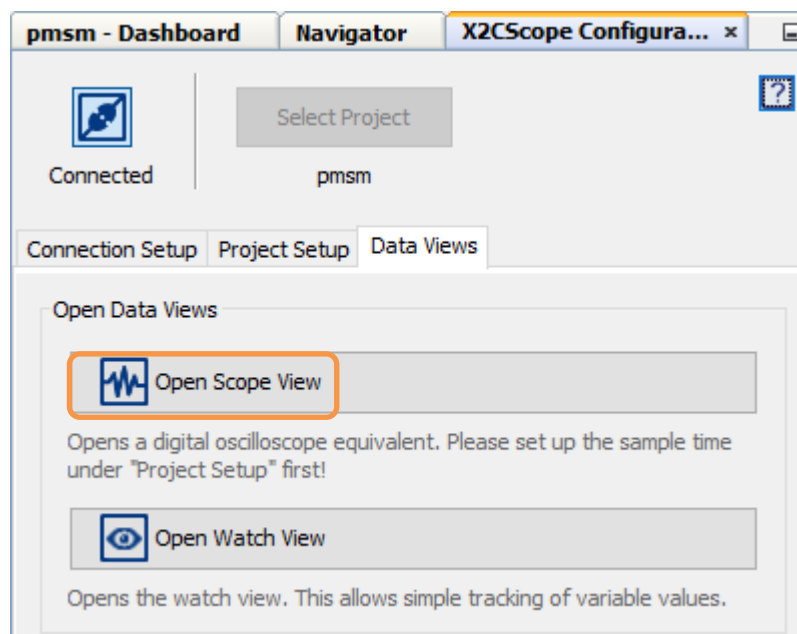 pmsm - Dashboard Navigator X2CScope Configura... ×
?
Select Project
Connected pmsm
Connection Setup Project Setup Data Views
Open Data Views
Open Scope View
Opens a digital oscilloscope equivalent. Please set up the sample time
under "Project Setup" first!
Open Watch View
Opens the watch view. This allows simple tracking of variable values.